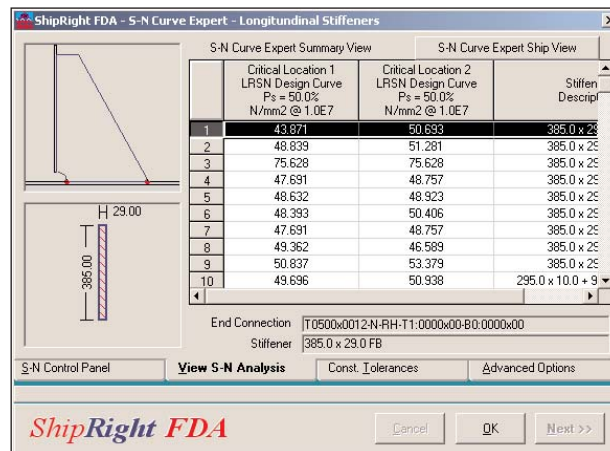 ShipRight FDA - S-N Curve Expert - Longitundinal Stiffeners
S-N Curve Expert Summary View
S-N Curve Expert Ship View
Critical Location 1 LRSN Design Curve Ps = 50.0% N/mm2 @ 1.0E7
Critical Location 2 LRSN Design Curve Ps = 50.0% N/mm2 @ 1.0E7
Stiffen Descript
1 43.871 50.693 385.0 x 29
2 48.839 51.281 385.0 x 29
3 75.628 75.628 385.0 x 29
4 47.691 48.757 385.0 x 29
5 48.632 48.923 385.0 x 29
6 48.393 50.406 385.0 x 29
7 47.691 48.757 385.0 x 29
8 49.362 46.589 385.0 x 29
9 50.837 53.379 385.0 x 29
10 49.696 50.938 295.0 x 10.0 + 9
29.00
385.00
End Connection T0500x0012-N-RH-T1:0000x00-B0:0000x00
Stiffener 385.0 x 29.0 FB
S-N Control Panel
View S-N Analysis
Const. Tolerances
Advanced Options
ShipRight FDA
Cancel
OK
Next >>